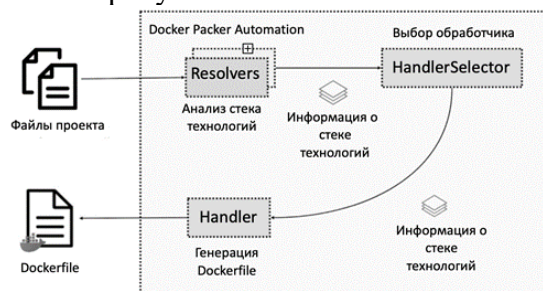 Docker Packer Automation
Выбор обработчика
Resolvers
HandlerSelector
Файлы проекта
Анализ стека
технологий
Информация о
стеке
технологий
Handler
Генерация
Dockerfile
Информация о
стеке
технологий
Dockerfile